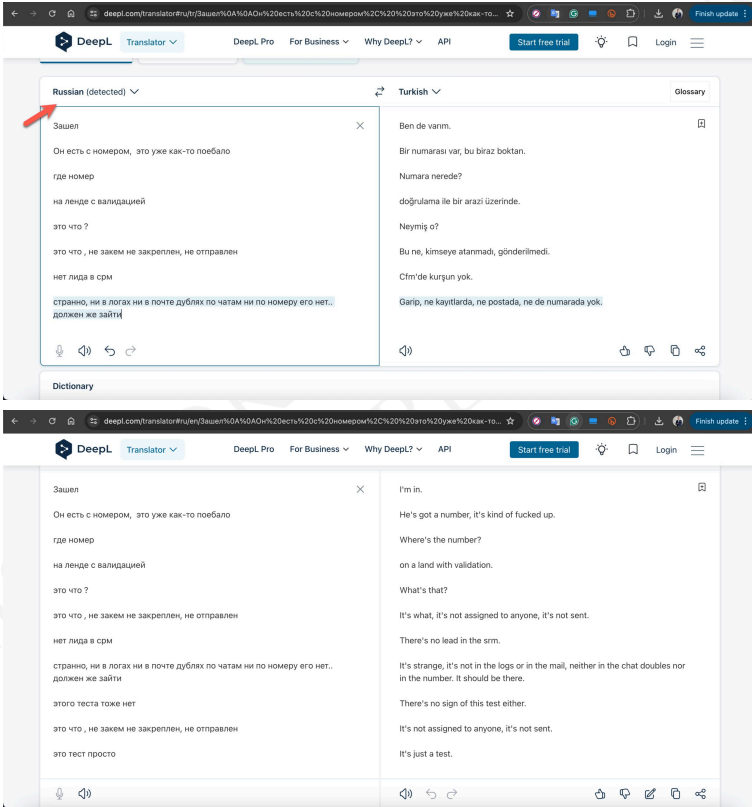 deepl.com/translator#ru/tr/Зашел%0A%0AОн%20есть%20с%20номером%2C%20%20это%20уже%20как-то...
Finish update
DeepL
Translator
DeepL Pro
For Business
Why DeepL?
API
Start free trial
Login
Russian (detected)
Turkish
Glossary
Зашел
Ben de varım.
Он есть с номером, это уже как-то поебало
Bir numarası var, bu biraz boktan.
где номер
Numara nerede?
на ленде с валидацией
doğrulama ile bir arazi üzerinde.
это что ?
Neymiş o?
это что , не закем не закреплен, не отправлен
Bu ne, kimseye atanmadı, gönderilmedi.
нет лида в срм
Cfm'de kurşun yok.
странно, ни в логах ни в почте дублях по чатам ни по номеру его нет..
должен же зайти
Garip, ne kayıtlarda, ne postada, ne de numarada yok.
Dictionary
deepl.com/translator#ru/en/Зашел%0A%0AОн%20есть%20с%20номером%2C%20%20это%20уже%20как-то...
Finish update
DeepL
Translator
DeepL Pro
For Business
Why DeepL?
API
Start free trial
Login
Зашел
I'm in.
Он есть с номером, это уже как-то поебало
He's got a number, it's kind of fucked up.
где номер
Where's the number?
на ленде с валидацией
on a land with validation.
это что ?
What's that?
это что , не закем не закреплен, не отправлен
It's what, it's not assigned to anyone, it's not sent.
нет лида в срм
There's no lead in the srm.
странно, ни в логах ни в почте дублях по чатам ни по номеру его нет..
должен же зайти
It's strange, it's not in the logs or in the mail, neither in the chat doubles nor
in the number. It should be there.
этого теста тоже нет
There's no sign of this test either.
это что , не закем не закреплен, не отправлен
It's not assigned to anyone, it's not sent.
это тест просто
It's just a test.